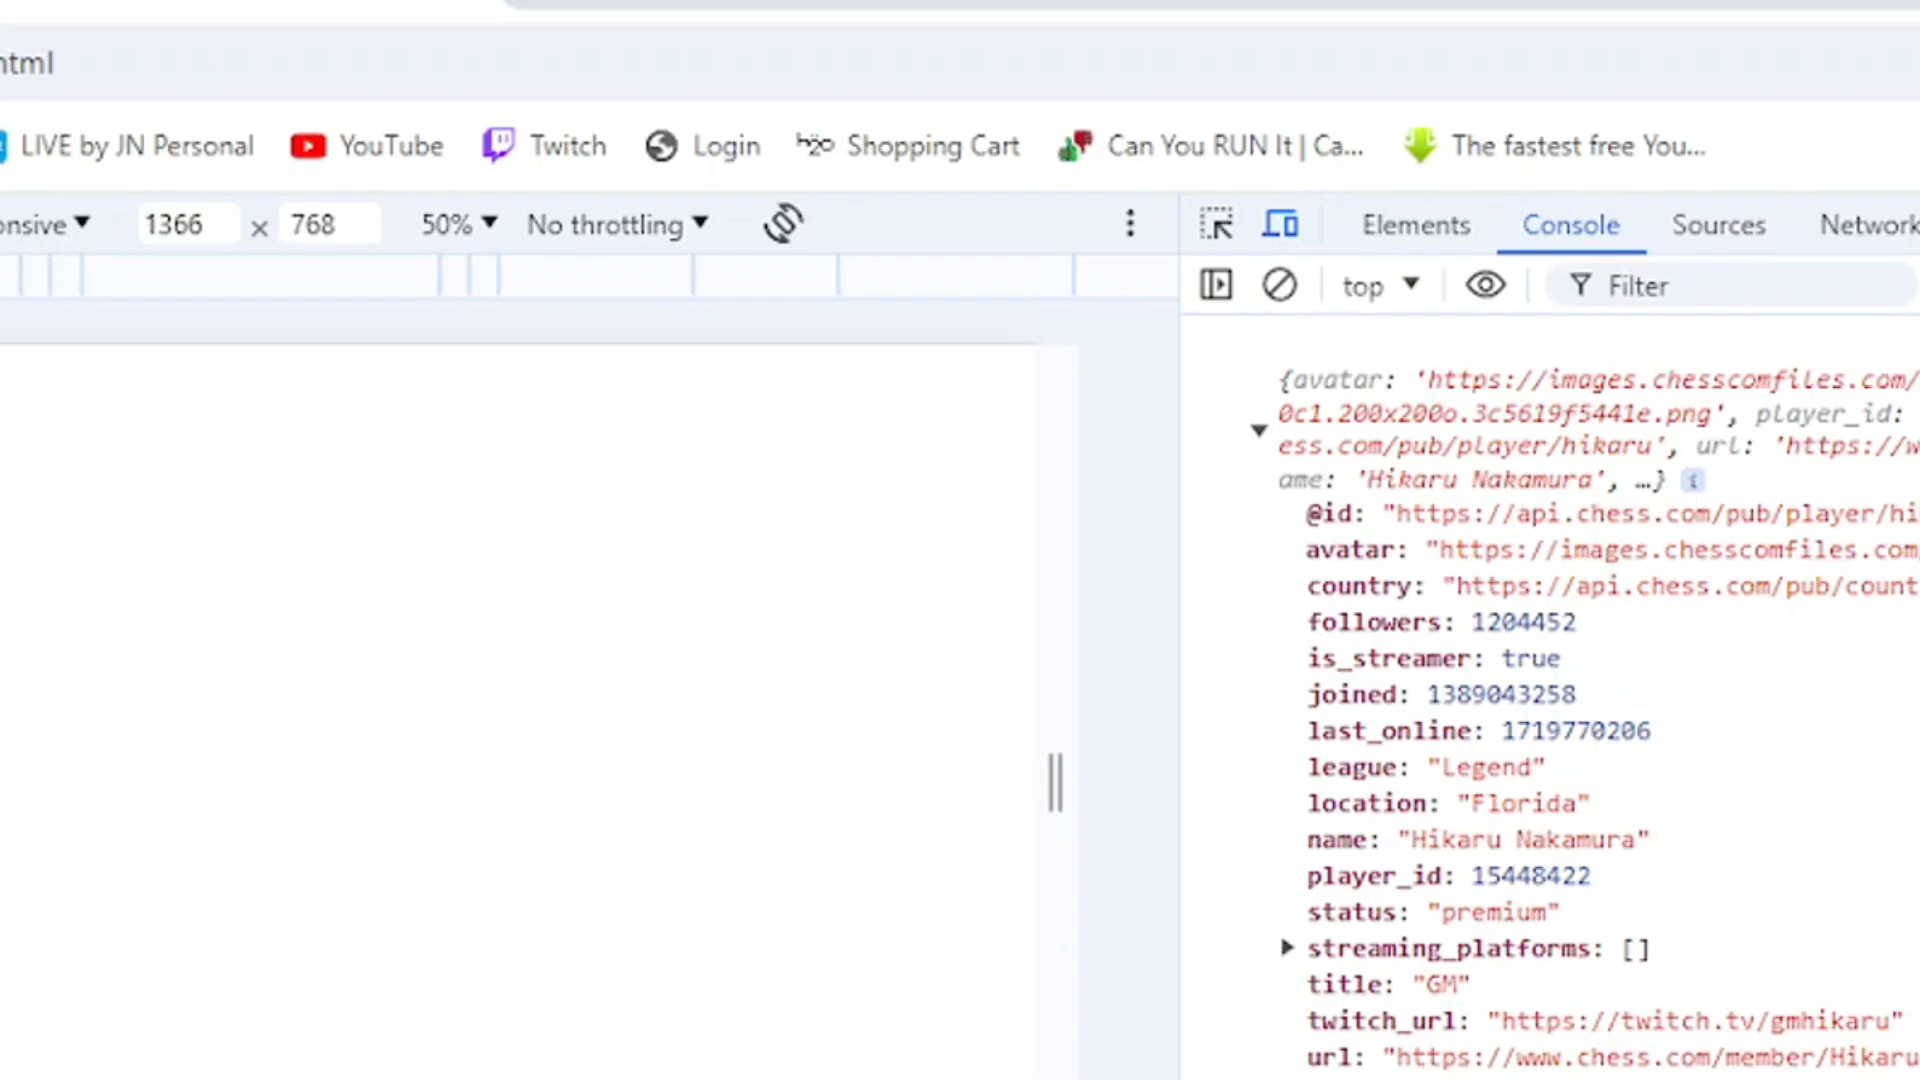 html
LIVE by JN Personal YouTube Twitch Login h2o Shopping Cart Can You RUN It | Ca... The fastest free You...
onsive 1366 × 768 50% No throttling Elements Console Sources Network
top Filter
{avatar: 'https://images.chesscomfiles.com/
0c1.200x200o.3c5619f5441e.png', player_id:
ess.com/pub/player/hikaru', url: 'https://w
ame: 'Hikaru Nakamura', …} i
@id: "https://api.chess.com/pub/player/hi
avatar: "https://images.chesscomfiles.com/
country: "https://api.chess.com/pub/count
followers: 1204452
is_streamer: true
joined: 1389043258
last_online: 1719770206
league: "Legend"
location: "Florida"
name: "Hikaru Nakamura"
player_id: 15448422
status: "premium"
streaming_platforms: []
title: "GM"
twitch_url: "https://twitch.tv/gmhikaru"
url: "https://www.chess.com/member/Hikaru